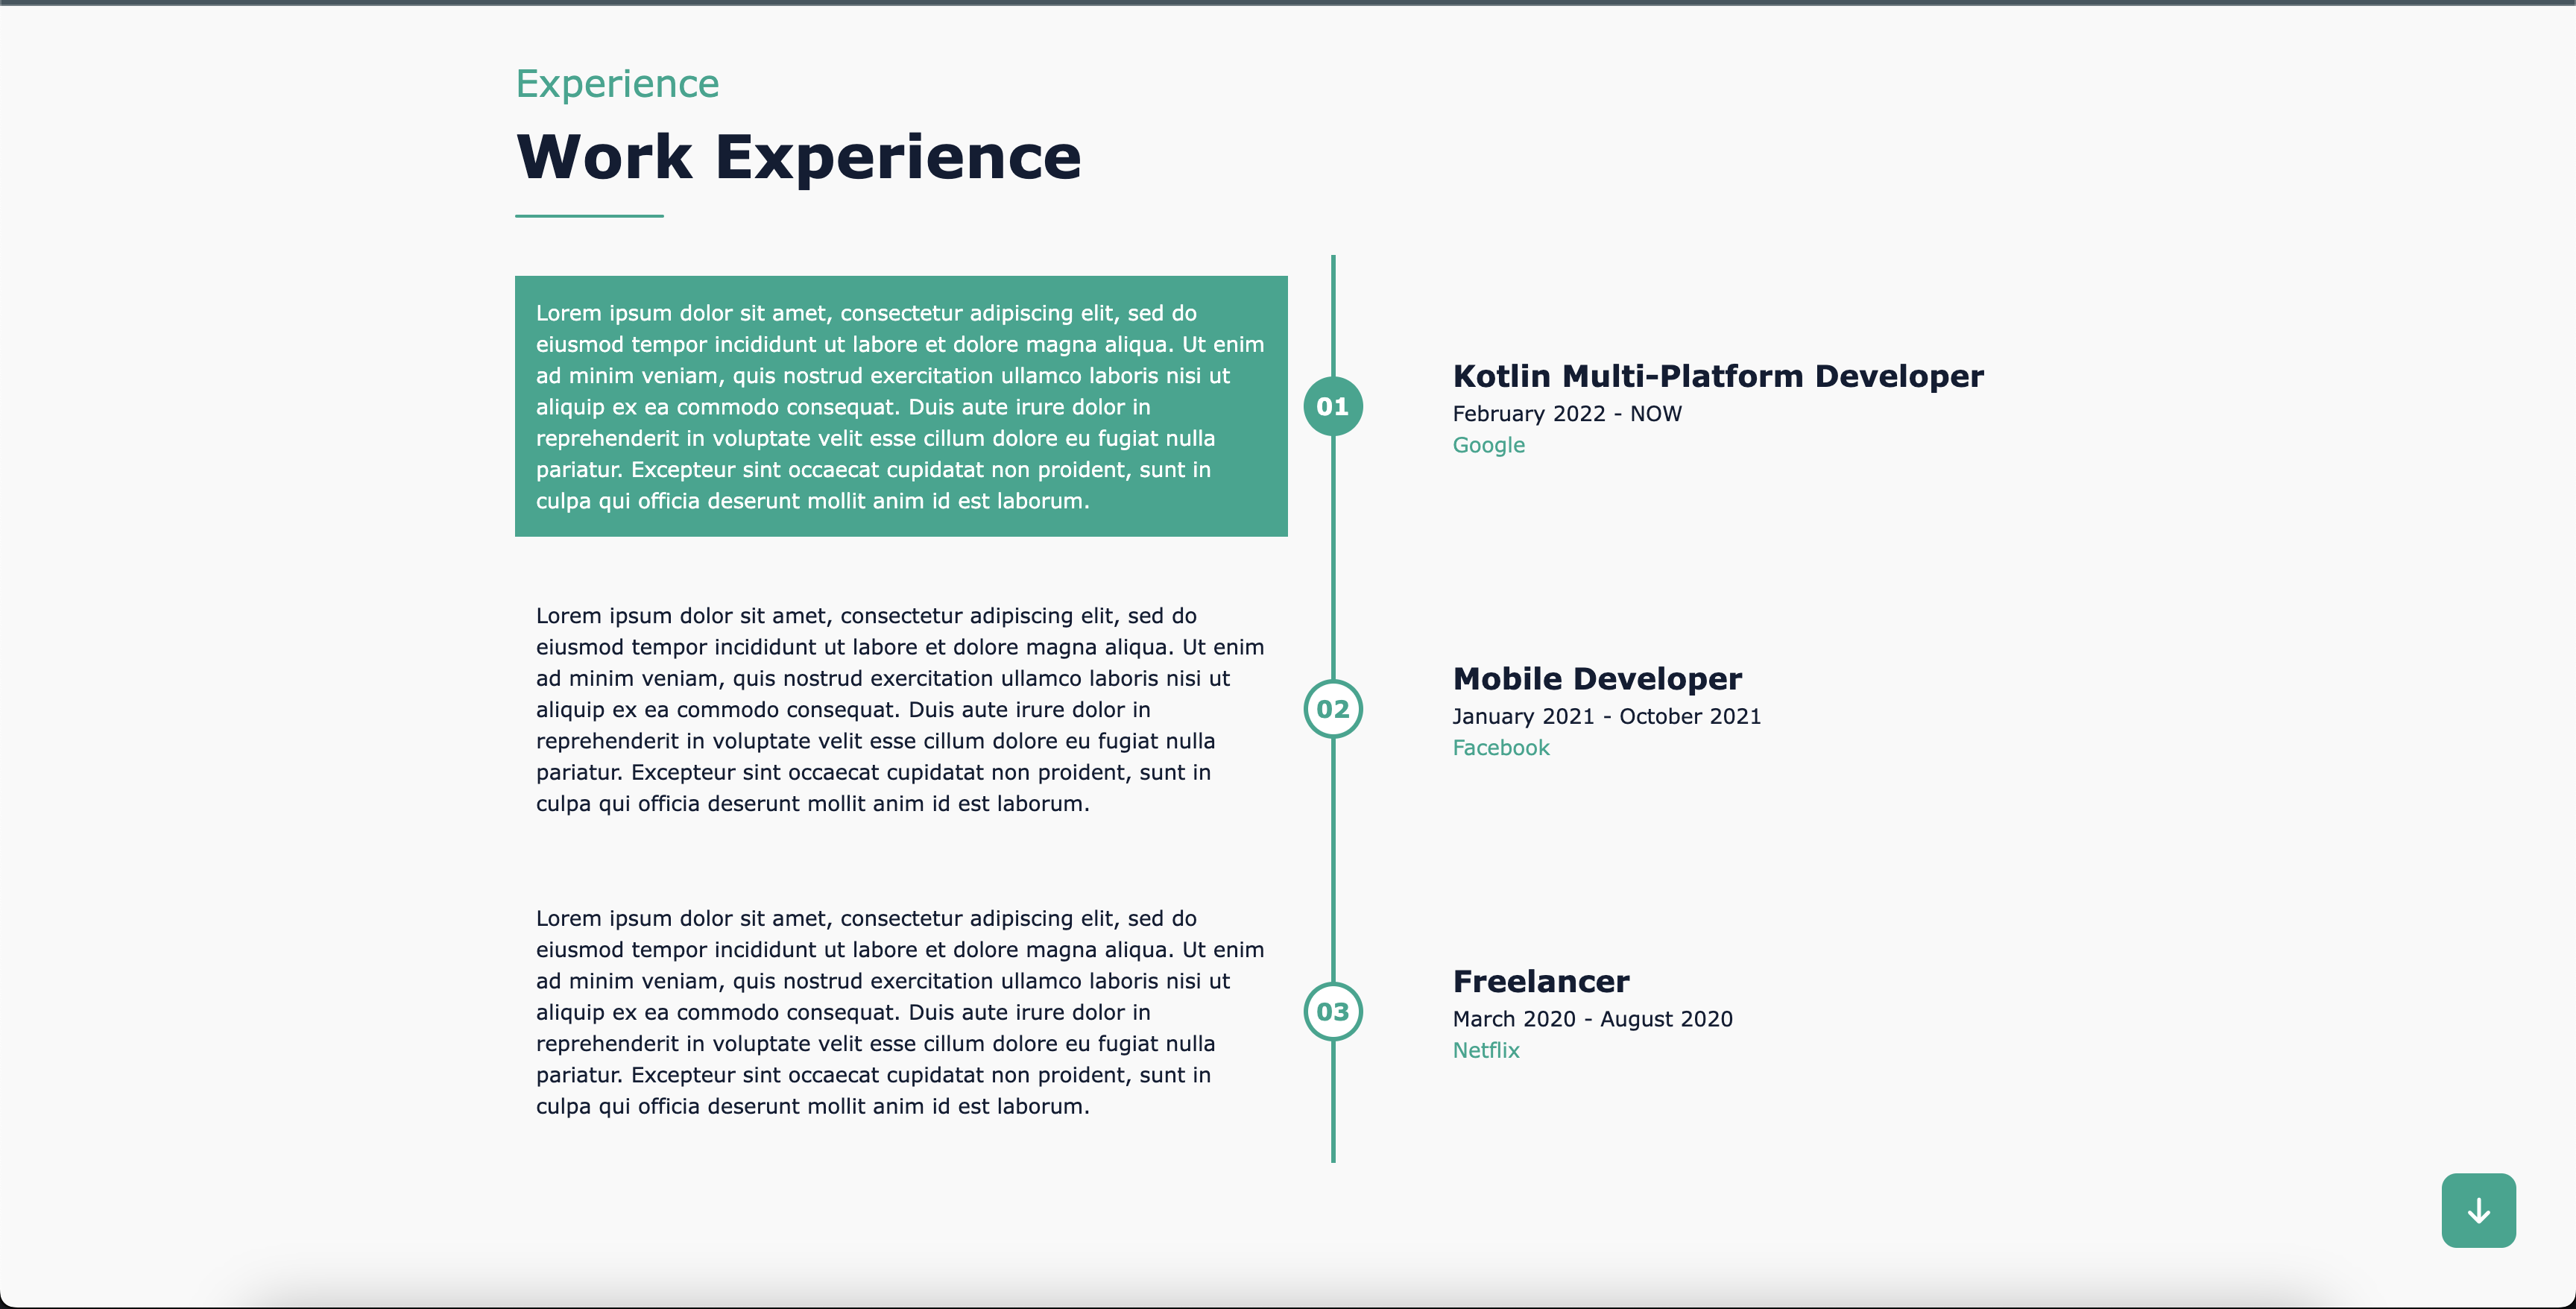 Experience
Work Experience
Lorem ipsum dolor sit amet, consectetur adipiscing elit, sed do
eiusmod tempor incididunt ut labore et dolore magna aliqua. Ut enim
ad minim veniam, quis nostrud exercitation ullamco laboris nisi ut
aliquip ex ea commodo consequat. Duis aute irure dolor in
reprehenderit in voluptate velit esse cillum dolore eu fugiat nulla
pariatur. Excepteur sint occaecat cupidatat non proident, sunt in
culpa qui officia deserunt mollit anim id est laborum.
01
Kotlin Multi-Platform Developer
February 2022 - NOW
Google
Lorem ipsum dolor sit amet, consectetur adipiscing elit, sed do
eiusmod tempor incididunt ut labore et dolore magna aliqua. Ut enim
ad minim veniam, quis nostrud exercitation ullamco laboris nisi ut
aliquip ex ea commodo consequat. Duis aute irure dolor in
reprehenderit in voluptate velit esse cillum dolore eu fugiat nulla
pariatur. Excepteur sint occaecat cupidatat non proident, sunt in
culpa qui officia deserunt mollit anim id est laborum.
02
Mobile Developer
January 2021 - October 2021
Facebook
Lorem ipsum dolor sit amet, consectetur adipiscing elit, sed do
eiusmod tempor incididunt ut labore et dolore magna aliqua. Ut enim
ad minim veniam, quis nostrud exercitation ullamco laboris nisi ut
aliquip ex ea commodo consequat. Duis aute irure dolor in
reprehenderit in voluptate velit esse cillum dolore eu fugiat nulla
pariatur. Excepteur sint occaecat cupidatat non proident, sunt in
culpa qui officia deserunt mollit anim id est laborum.
03
Freelancer
March 2020 - August 2020
Netflix